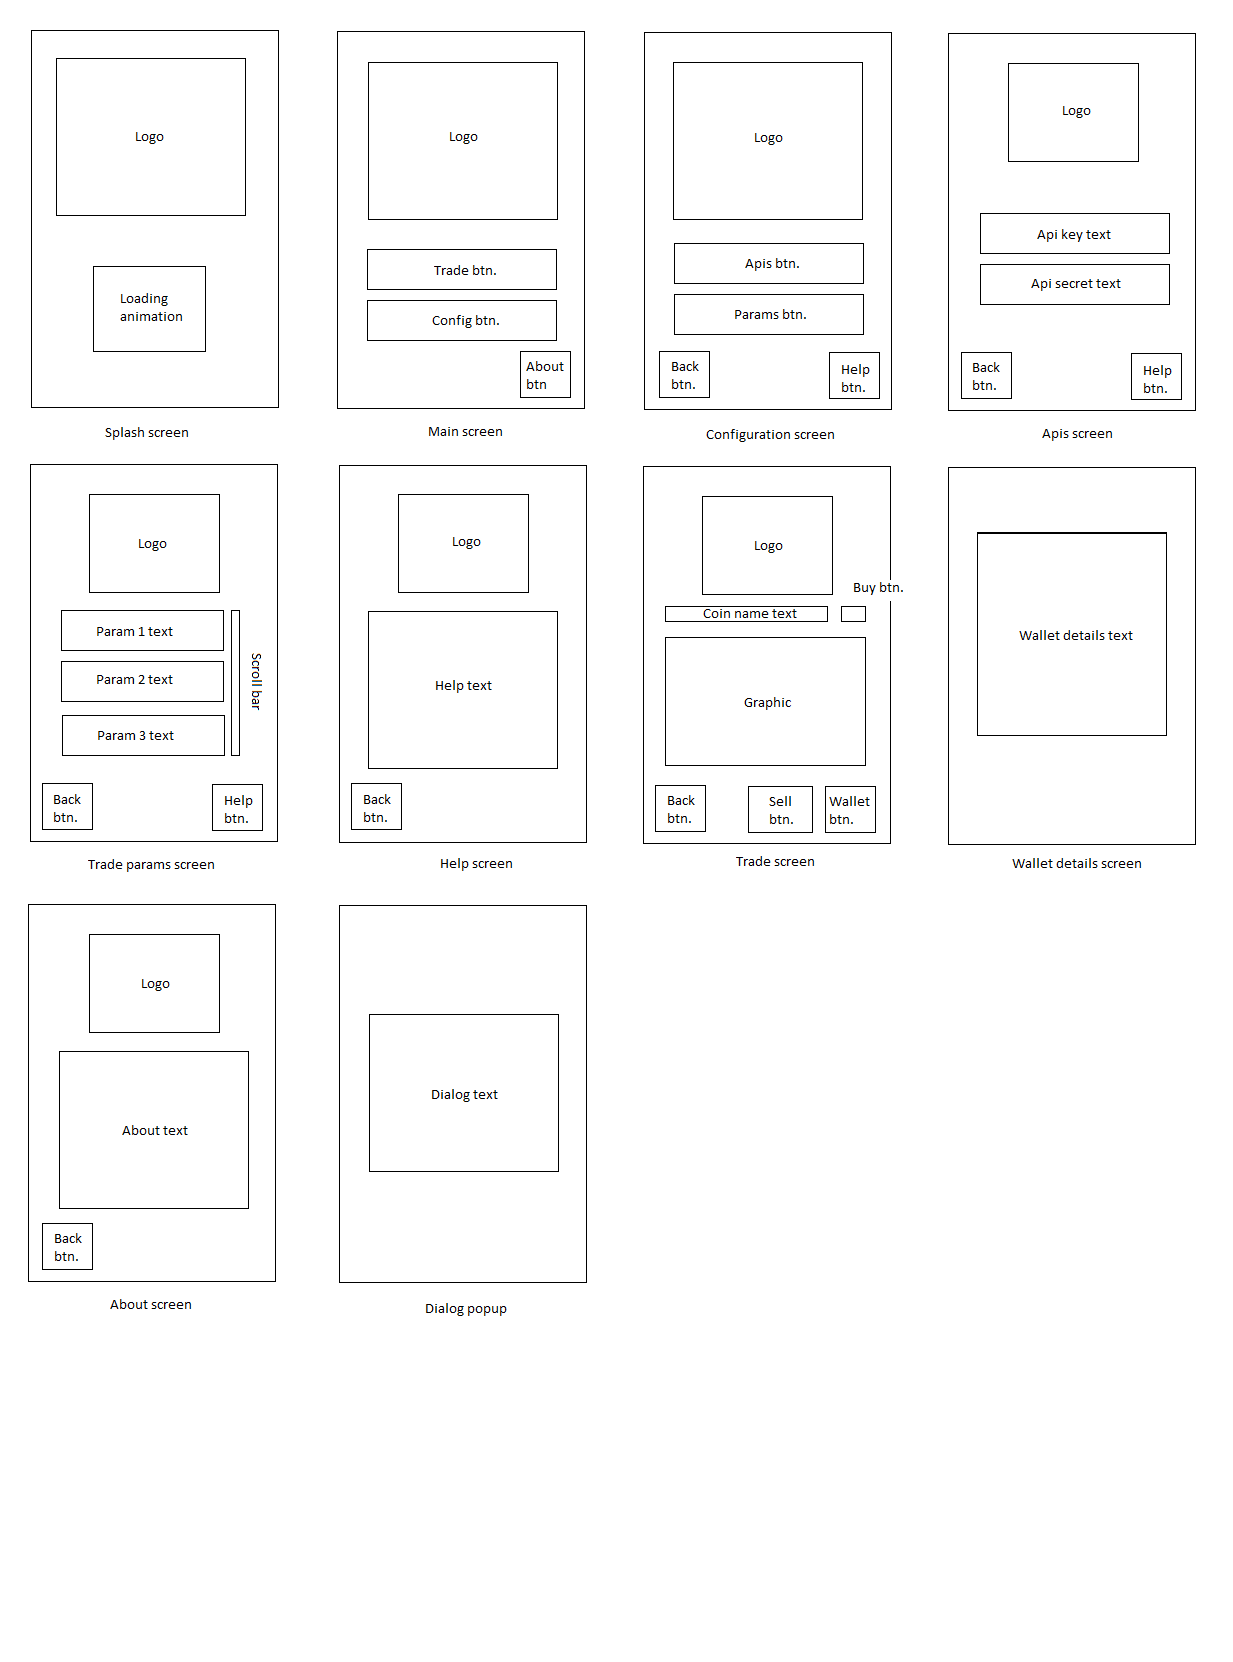 Logo
Loading
animation
Splash screen
Logo
Trade btn.
Config btn.
About
btn
Main screen
Logo
Apis btn.
Params btn.
Back
btn.
Help
btn.
Configuration screen
Logo
Api key text
Api secret text
Back
btn.
Help
btn.
Apis screen
Logo
Param 1 text
Param 2 text
Param 3 text
Scroll bar
Back
btn.
Help
btn.
Trade params screen
Logo
Help text
Back
btn.
Help screen
Logo
Buy btn.
Coin name text
Graphic
Back
btn.
Sell
btn.
Wallet
btn.
Trade screen
Wallet details text
Wallet details screen
Logo
About text
Back
btn.
About screen
Dialog text
Dialog popup